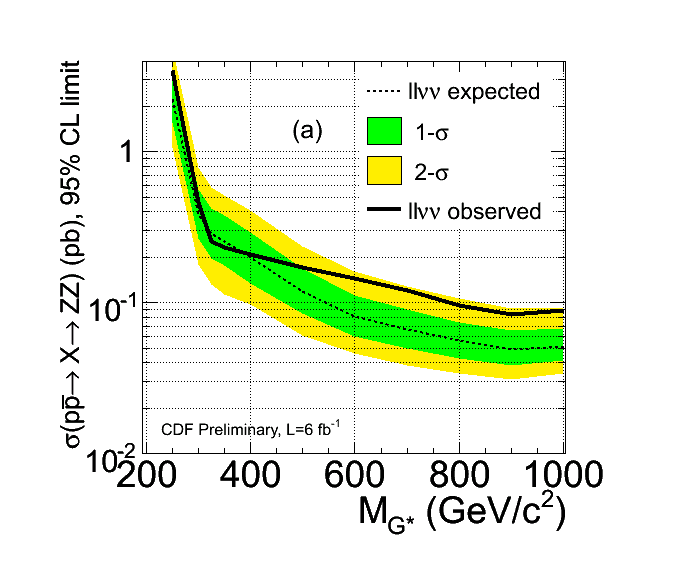 σ(pp̅→ X→ ZZ) (pb), 95% CL limit
1
10⁻¹
10⁻²
(a)
llνν expected
1-σ
2-σ
llνν observed
CDF Preliminary, L=6 fb⁻¹
200 400 600 800 1000
M_G* (GeV/c²)